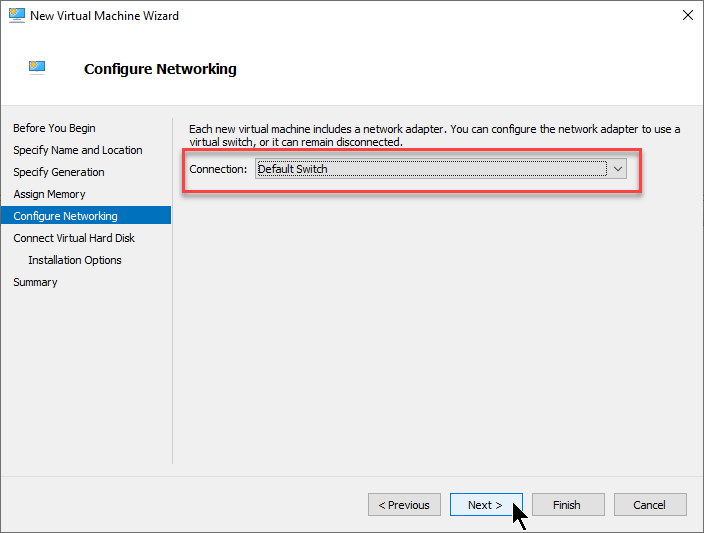 New Virtual Machine Wizard
Configure Networking
Before You Begin
Specify Name and Location
Specify Generation
Assign Memory
Configure Networking
Connect Virtual Hard Disk
Installation Options
Summary
Each new virtual machine includes a network adapter. You can configure the network adapter to use a
virtual switch, or it can remain disconnected.
Connection: Default Switch
< Previous Next > Finish Cancel